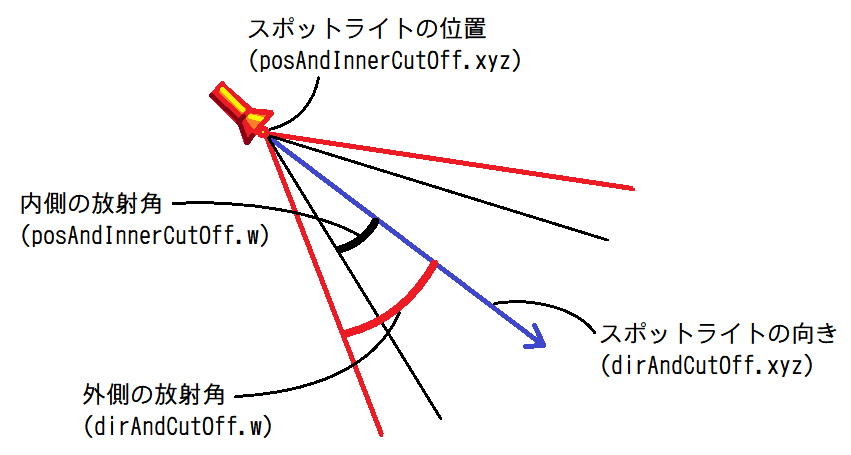 スポットライトの位置
(posAndInnerCutOff.xyz)
内側の放射角
(posAndInnerCutOff.w)
スポットライトの向き
(dirAndCutOff.xyz)
外側の放射角
(dirAndCutOff.w)